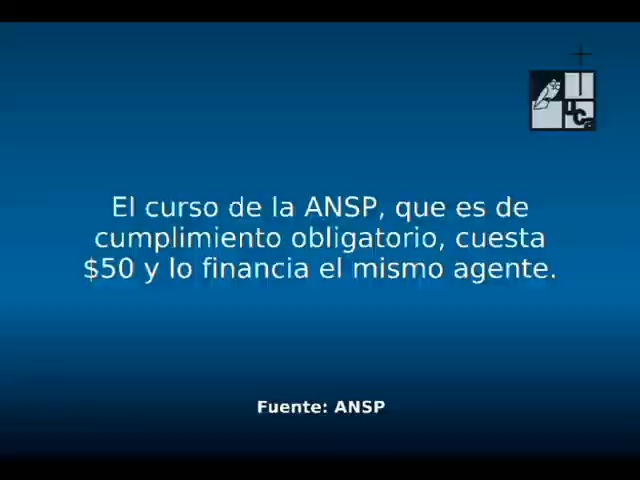 uca
El curso de la ANSP, que es de
cumplimiento obligatorio, cuesta
$50 y lo financia el mismo agente.
Fuente: ANSP